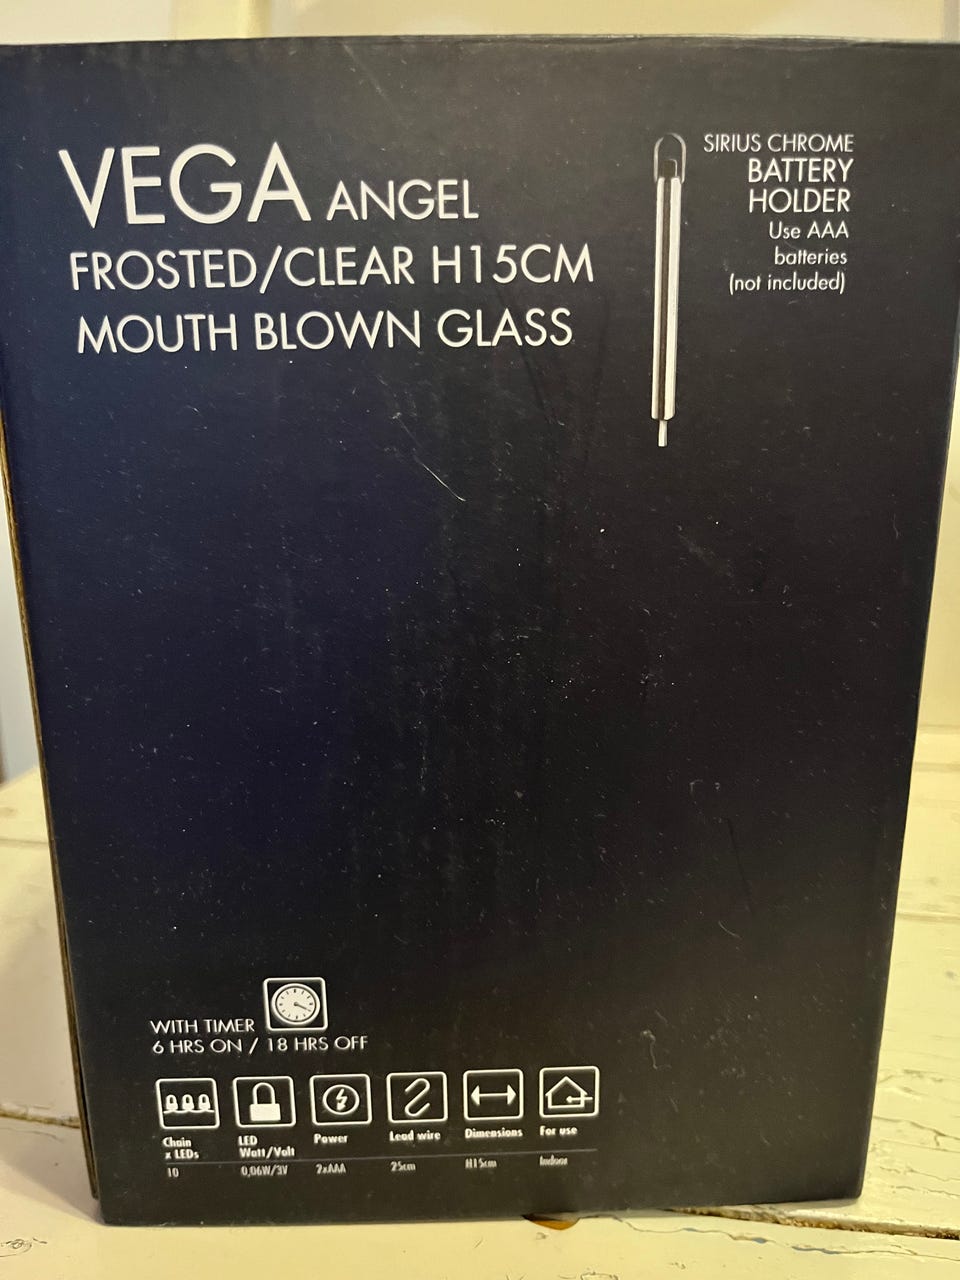 VEGA ANGEL
FROSTED/CLEAR H15CM
MOUTH BLOWN GLASS
SIRIUS CHROME
BATTERY
HOLDER
Use AAA
batteries
(not included)
WITH TIMER
6 HRS ON / 18 HRS OFF
Chain
x LEDs
LED
Watt/Volt
Power
Lead wire
Dimensions
For use
10
0,06W/3V
2xAAA
25cm
H15cm
Indoor